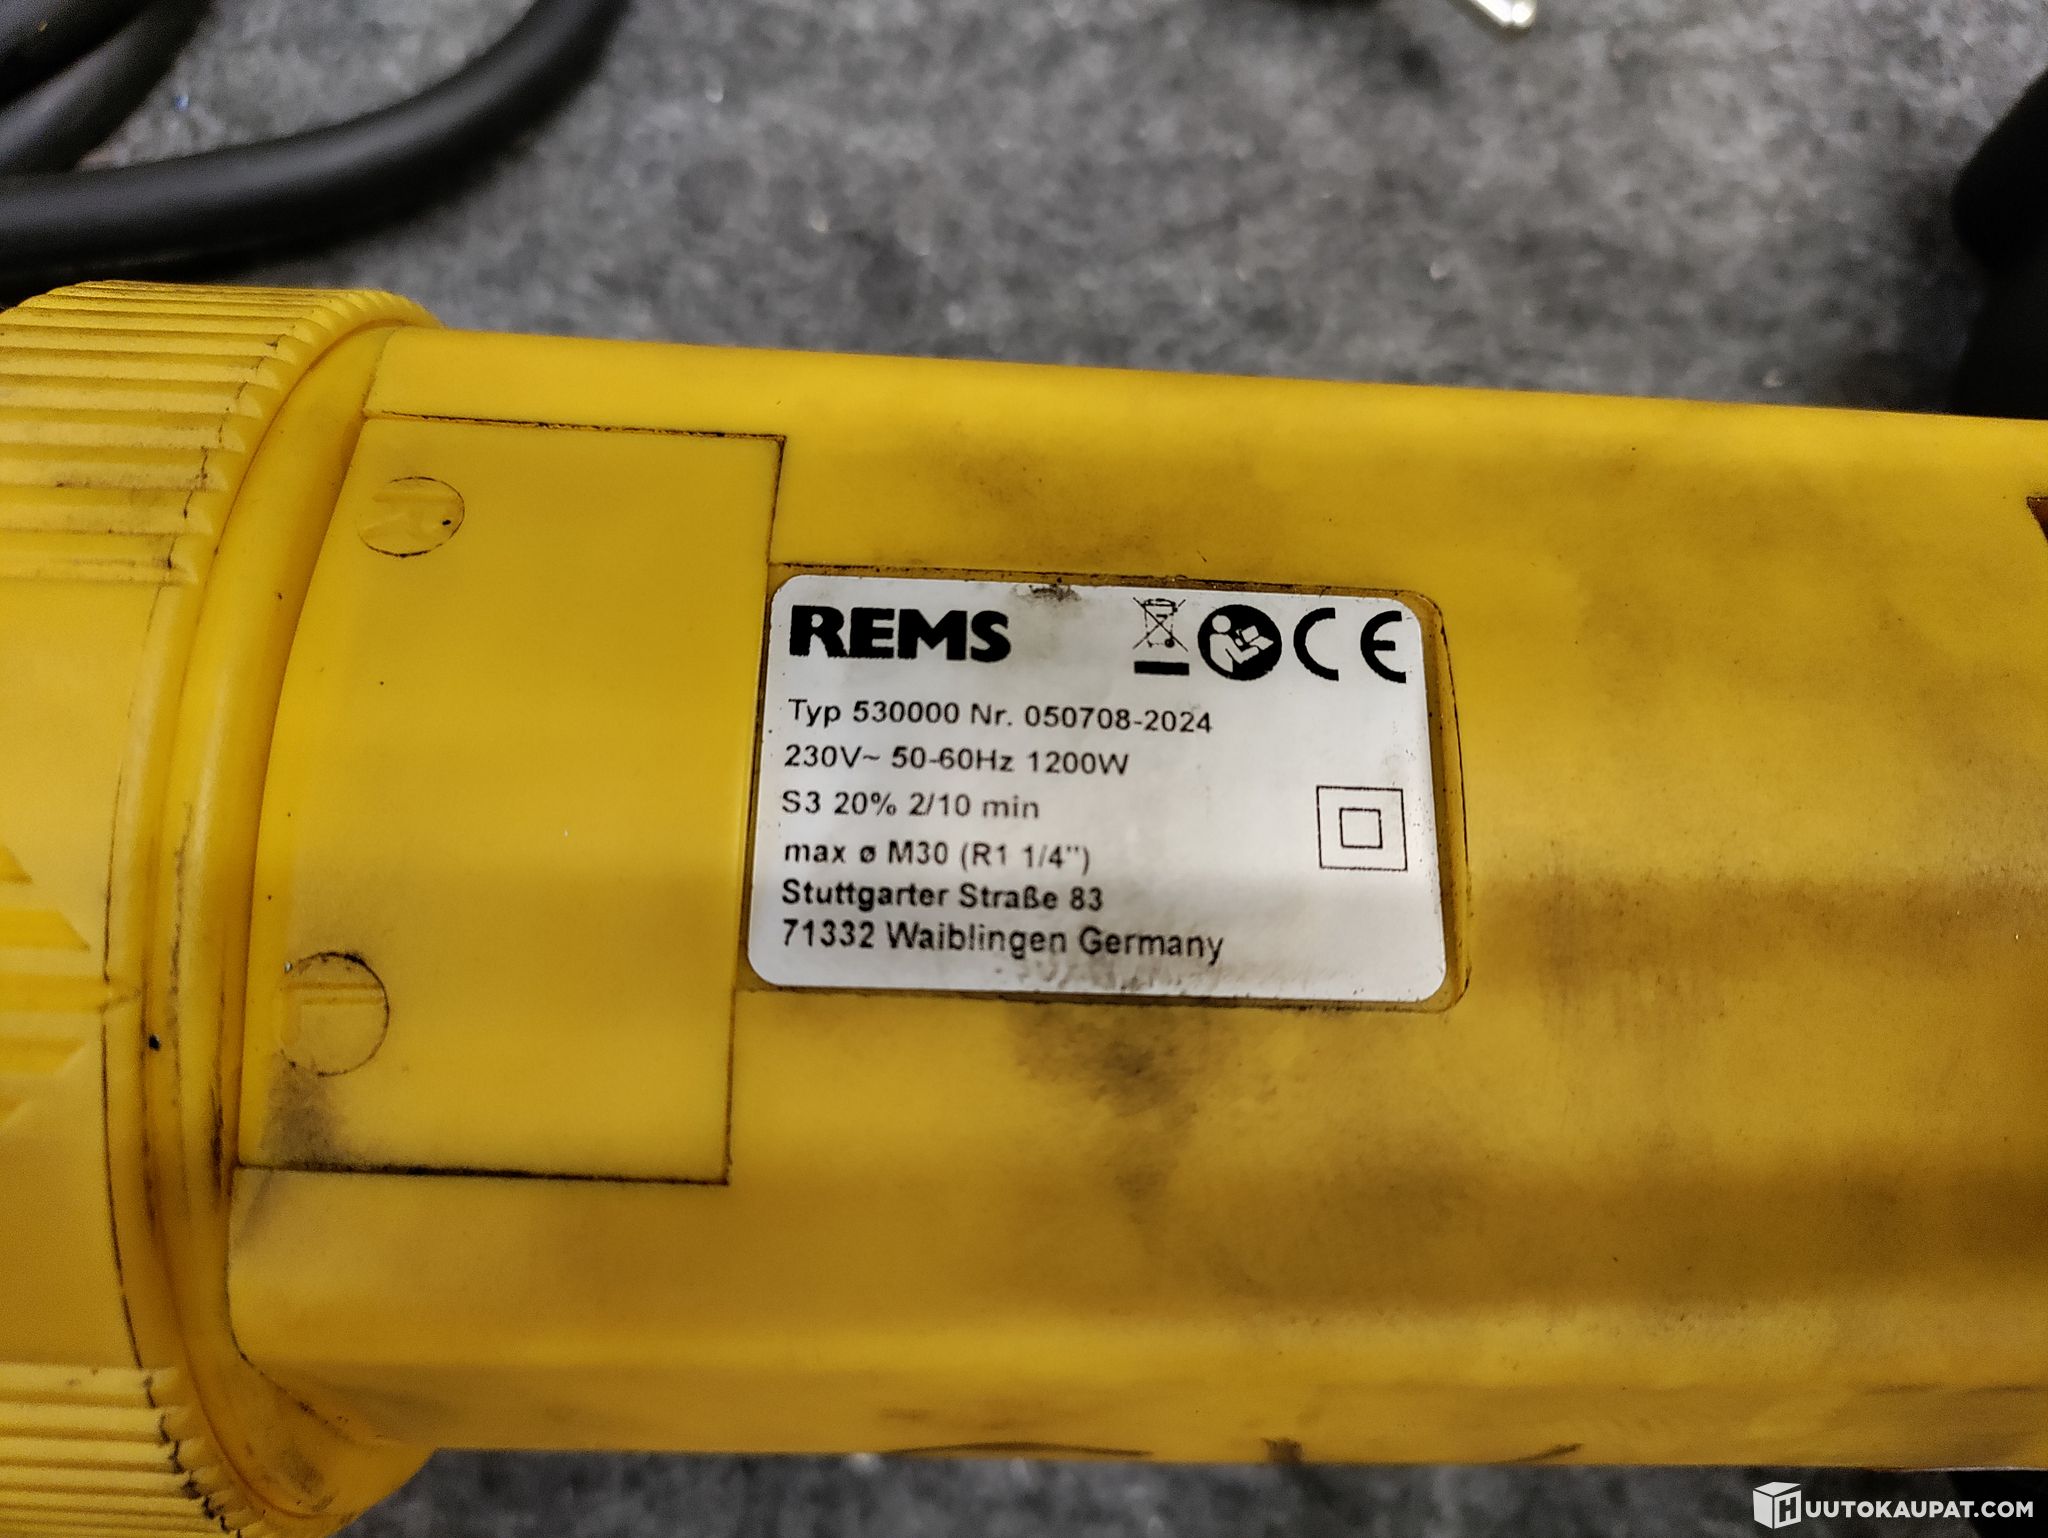 REMS
CE
Typ 530000 Nr. 050708-2024
230V~ 50-60Hz 1200W
S3 20% 2/10 min
max ø M30 (R1 1/4")
Stuttgarter Straße 83
71332 Waiblingen Germany
HUUTOKAUPAT.COM